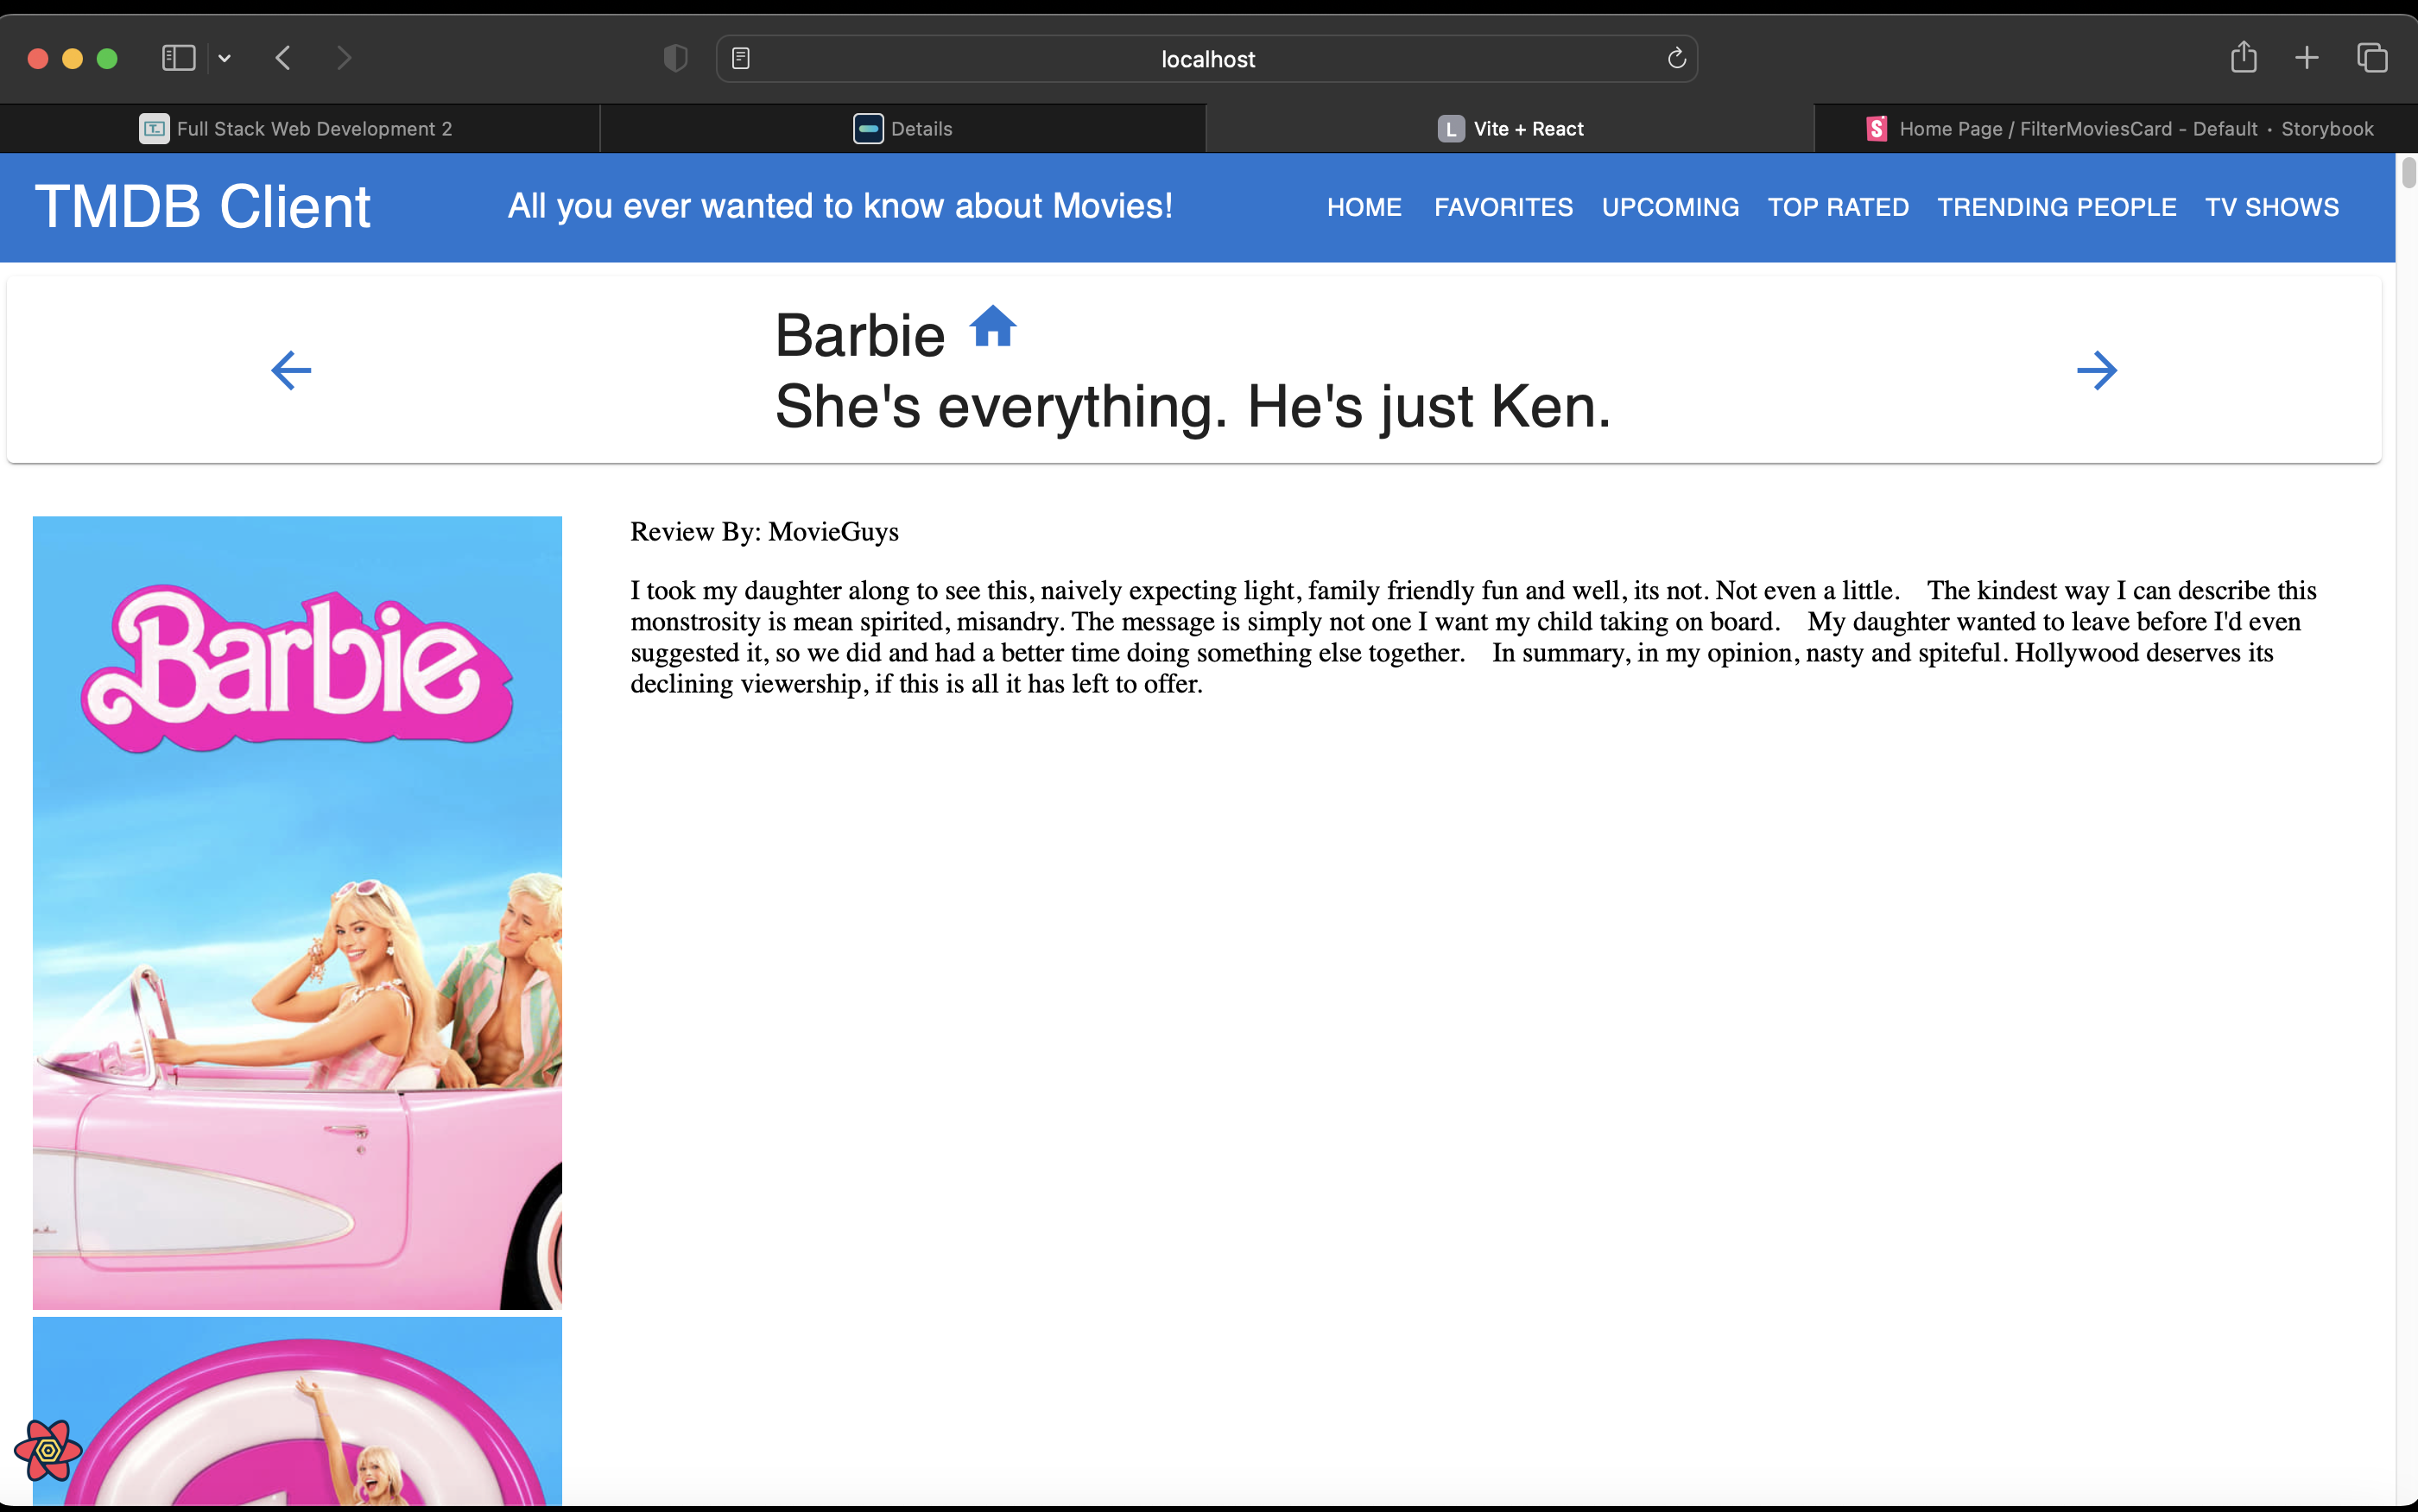 localhost
Full Stack Web Development 2
Details
L Vite + React
S Home Page / FilterMoviesCard - Default · Storybook
TMDB Client
All you ever wanted to know about Movies!
HOME FAVORITES UPCOMING TOP RATED TRENDING PEOPLE TV SHOWS
Barbie
She's everything. He's just Ken.
Barbie
Review By: MovieGuys
I took my daughter along to see this, naively expecting light, family friendly fun and well, its not. Not even a little. The kindest way I can describe this
monstrosity is mean spirited, misandry. The message is simply not one I want my child taking on board. My daughter wanted to leave before I'd even
suggested it, so we did and had a better time doing something else together. In summary, in my opinion, nasty and spiteful. Hollywood deserves its
declining viewership, if this is all it has left to offer.